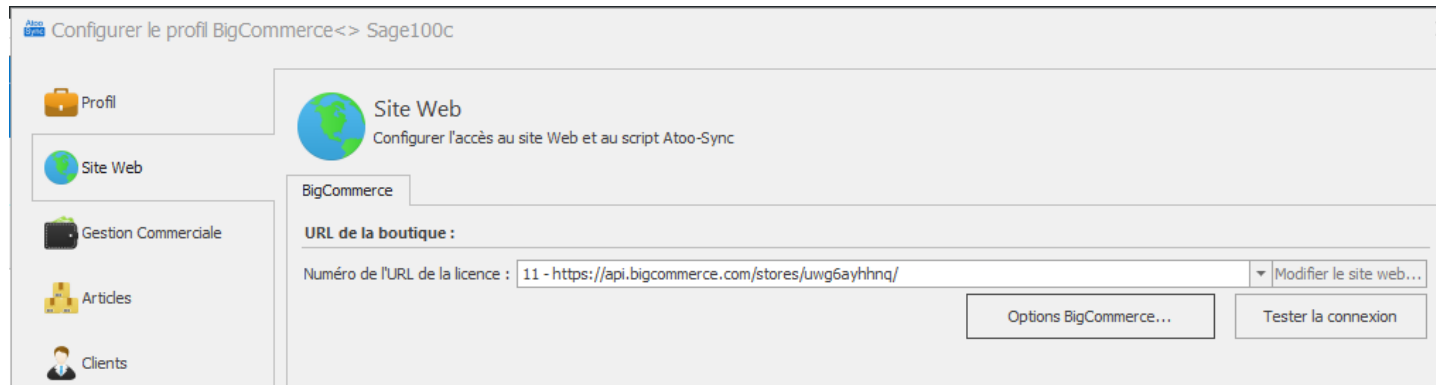 Atoo Sync Configurer le profil BigCommerce<> Sage100c
Profil
Site Web
Gestion Commerciale
Articles
Clients
Site Web
Configurer l'accès au site Web et au script Atoo-Sync
BigCommerce
URL de la boutique :
Numéro de l'URL de la licence : 11 - https://api.bigcommerce.com/stores/uwg6ayhhnq/ Modifier le site web...
Options BigCommerce... Tester la connexion